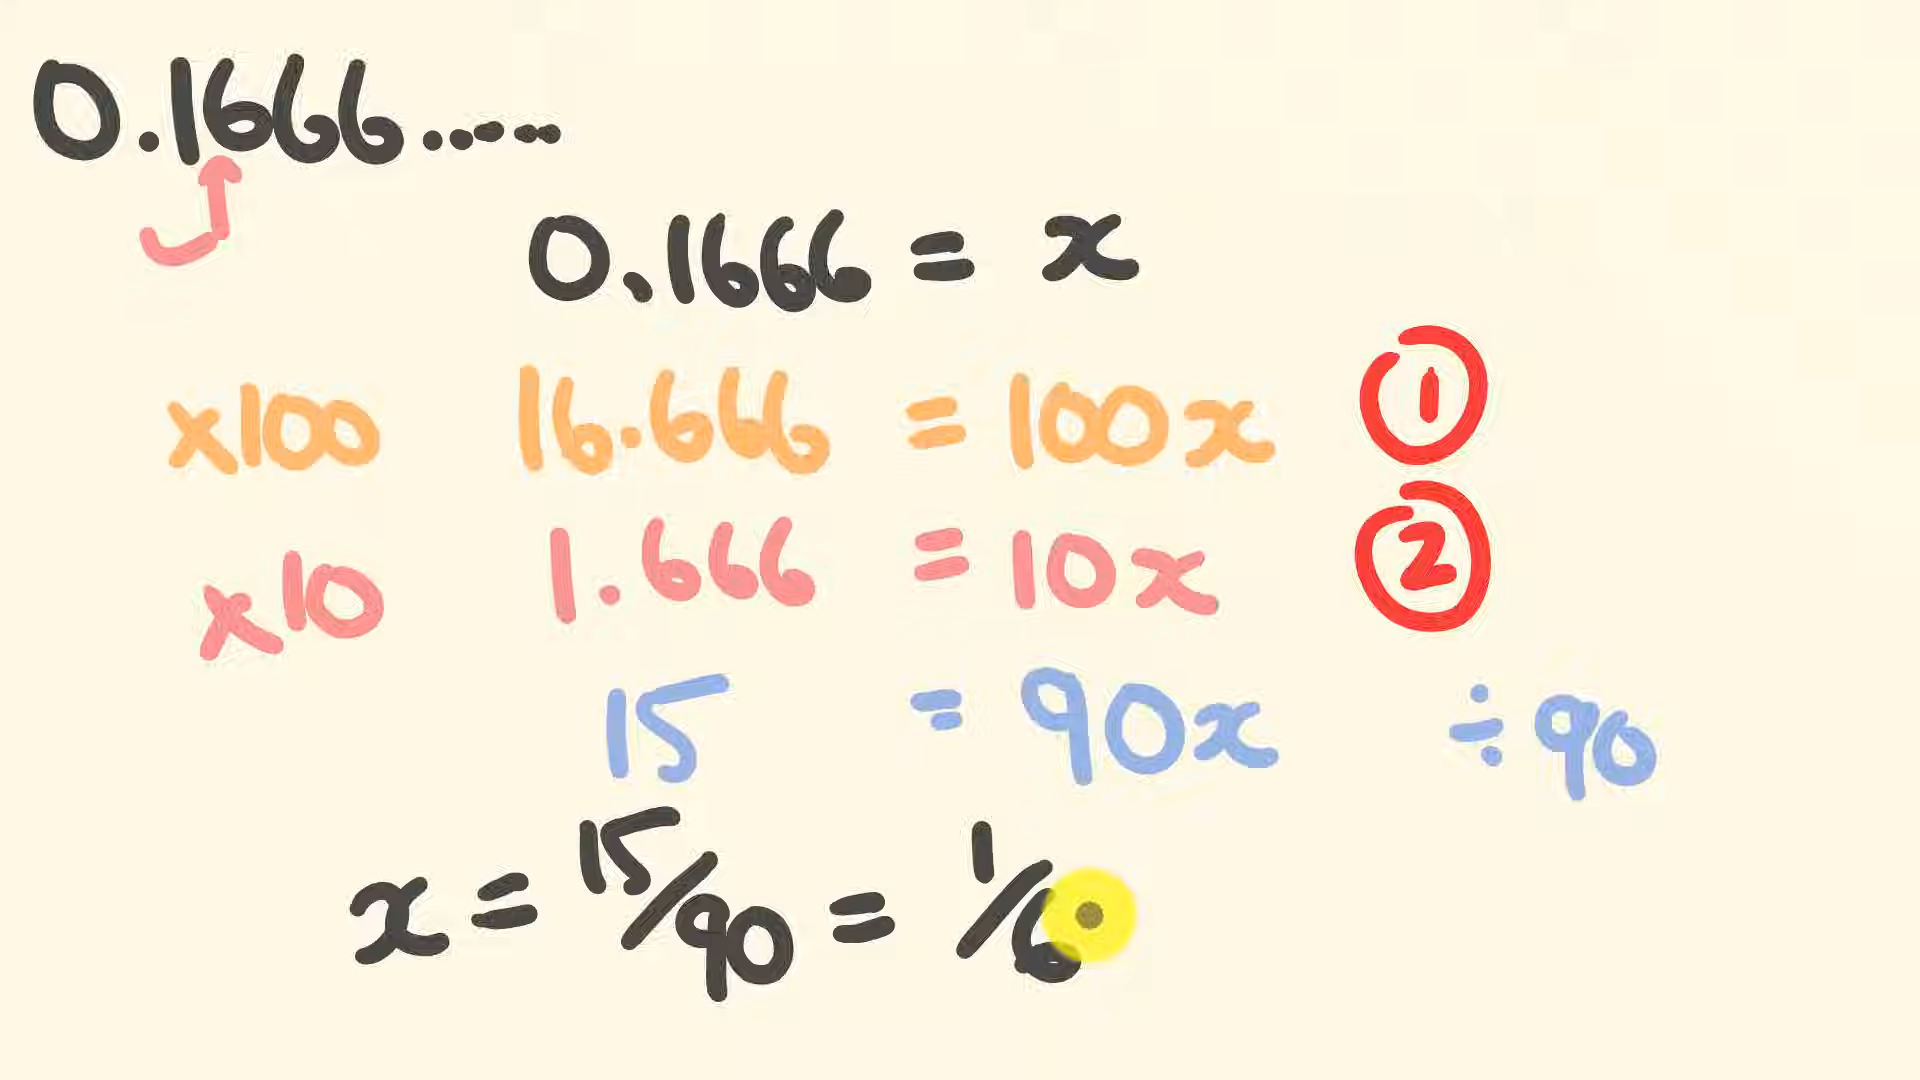 0.1666.......
0.1666 = x
x100 16.666 = 100x 1
x10 1.666 = 10x 2
15 = 90x ÷90
x = 15/90 = 1/6